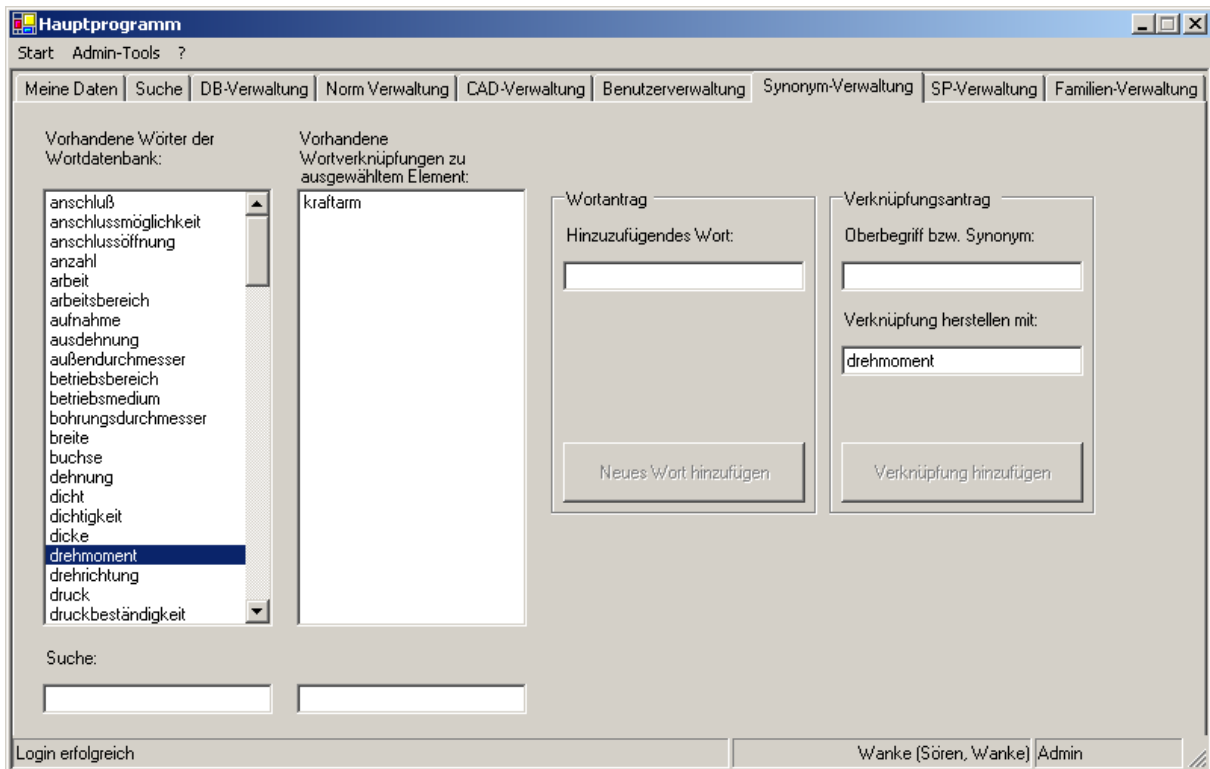 Hauptprogramm
Start Admin-Tools ?
Meine Daten Suche DB-Verwaltung Norm Verwaltung CAD-Verwaltung Benutzerverwaltung Synonym-Verwaltung SP-Verwaltung Familien-Verwaltung
Vorhandene Wörter der
Wortdatenbank:
anschluß
anschlussmöglichkeit
anschlussöffnung
anzahl
arbeit
arbeitsbereich
aufnahme
ausdehnung
außendurchmesser
betriebsbereich
betriebsmedium
bohrungsdurchmesser
breite
buchse
dehnung
dicht
dichtigkeit
dicke
drehmoment
drehrichtung
druck
druckbeständigkeit
Suche:
Vorhandene
Wortverknüpfungen zu
ausgewähltem Element:
kraftarm
Wortantrag
Hinzuzufügendes Wort:
Neues Wort hinzufügen
Verknüpfungsantrag
Oberbegriff bzw. Synonym:
Verknüpfung herstellen mit:
drehmoment
Verknüpfung hinzufügen
Login erfolgreich
Wanke (Sören, Wanke) Admin